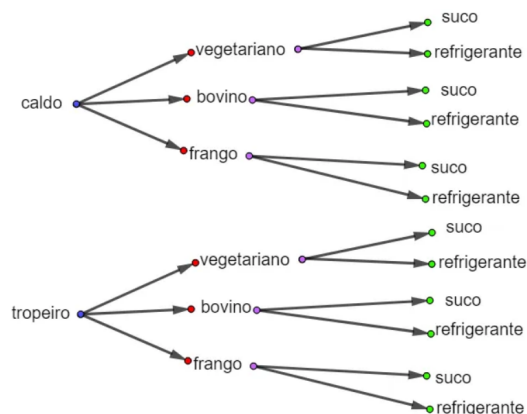 suco
vegetariano
refrigerante
caldo
bovino
suco
refrigerante
frango
suco
refrigerante
suco
vegetariano
refrigerante
tropeiro
bovino
suco
refrigerante
frango
suco
refrigerante